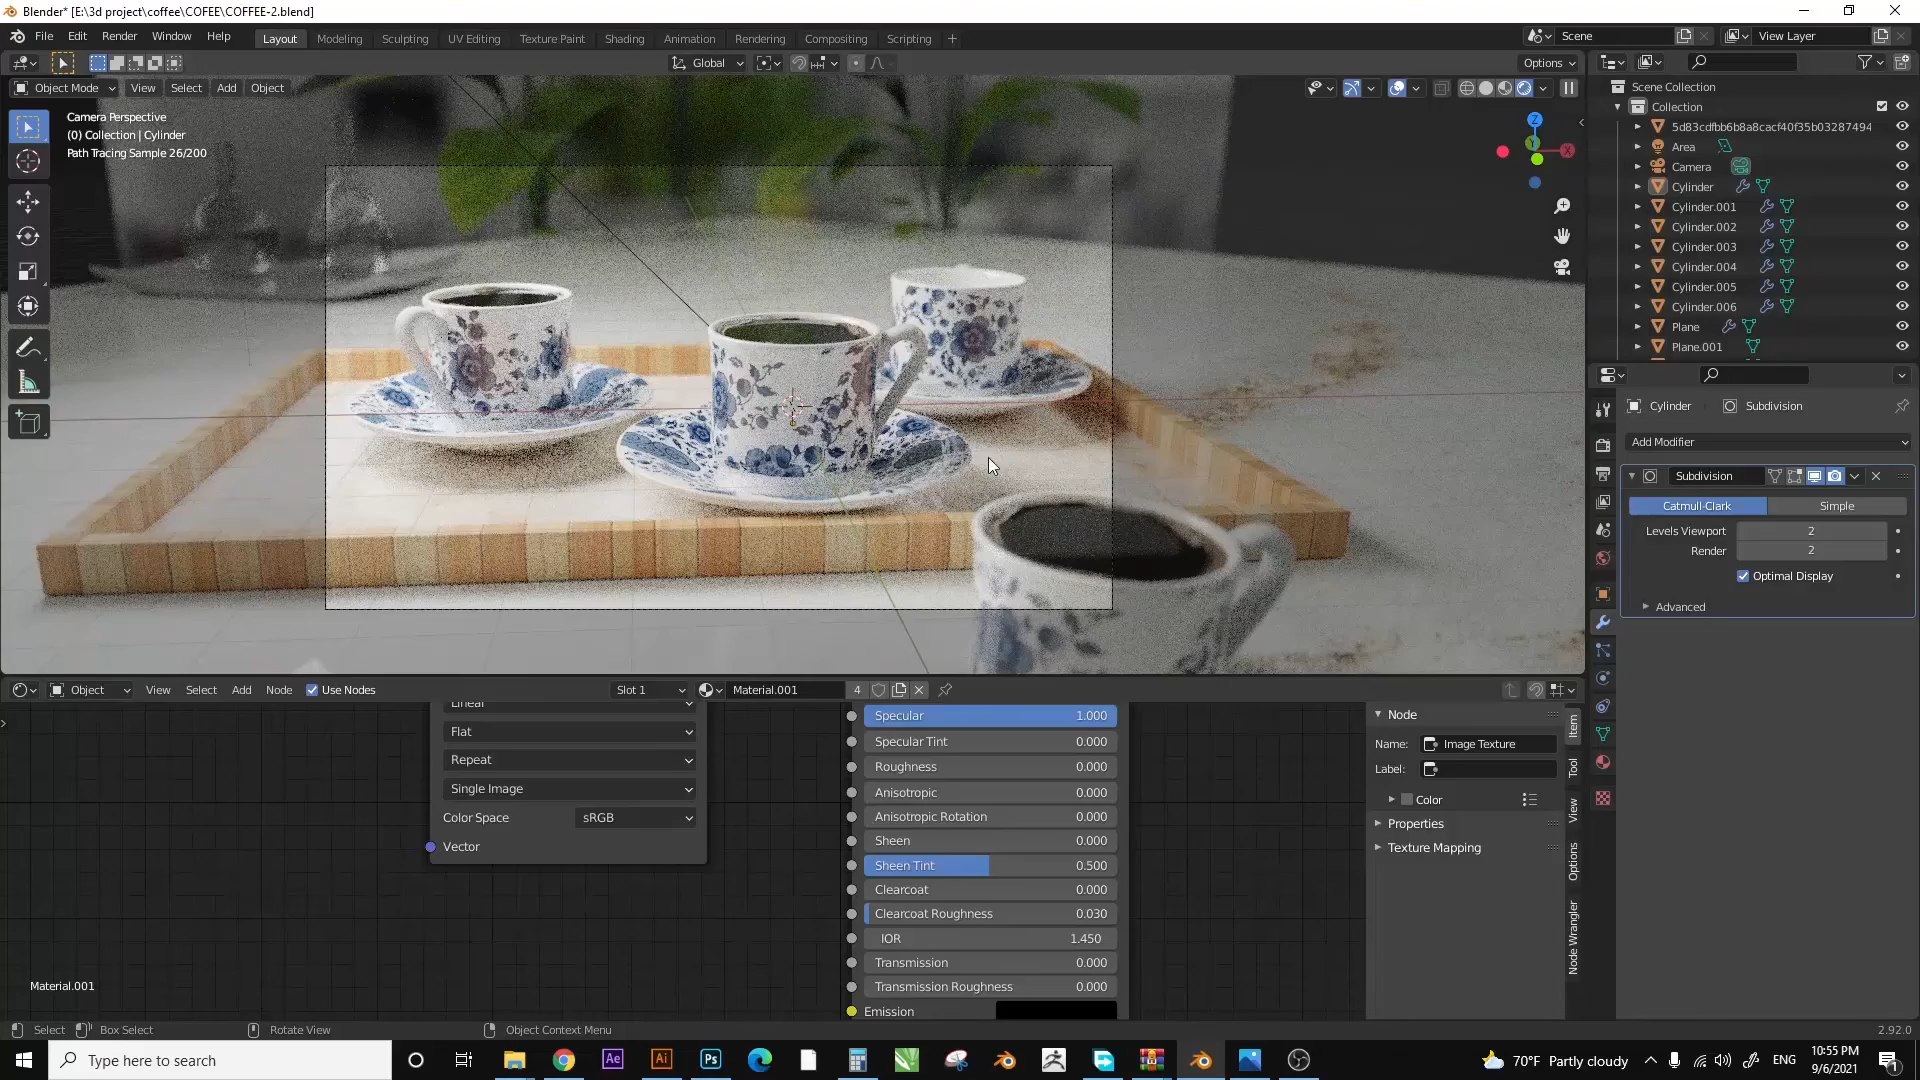 Blender* [E:\3d project\coffee\COFEE\COFFEE-2.blend]
File Edit Render Window Help Layout Modeling Sculpting UV Editing Texture Paint Shading Animation Rendering Compositing Scripting + Scene View Layer
Global Options
Object Mode View Select Add Object
Camera Perspective
(0) Collection | Cylinder
Path Tracing Sample 26/200
Z
Y
X
Scene Collection
Collection
5d83cdfbb6b8a8cacf40f35b03287494
Area
Camera
Cylinder
Cylinder.001
Cylinder.002
Cylinder.003
Cylinder.004
Cylinder.005
Cylinder.006
Plane
Plane.001
Cylinder Subdivision
Add Modifier
Subdivision
Catmull-Clark Simple
Levels Viewport 2
Render 2
Optimal Display
Advanced
Object View Select Add Node Use Nodes Slot 1 Material.001 4
Linear
Flat
Repeat
Single Image
Color Space sRGB
Vector
Specular 1.000
Specular Tint 0.000
Roughness 0.000
Anisotropic 0.000
Anisotropic Rotation 0.000
Sheen 0.000
Sheen Tint 0.500
Clearcoat 0.000
Clearcoat Roughness 0.030
IOR 1.450
Transmission 0.000
Transmission Roughness 0.000
Emission
Node
Name: Image Texture
Label:
Color
Properties
Texture Mapping
Item
Tool
View
Options
Node Wrangler
Material.001
Select Box Select Rotate View Object Context Menu 2.92.0
Type here to search
Ae
Ai
Ps
70°F Partly cloudy
ENG
10:55 PM
9/6/2021
1